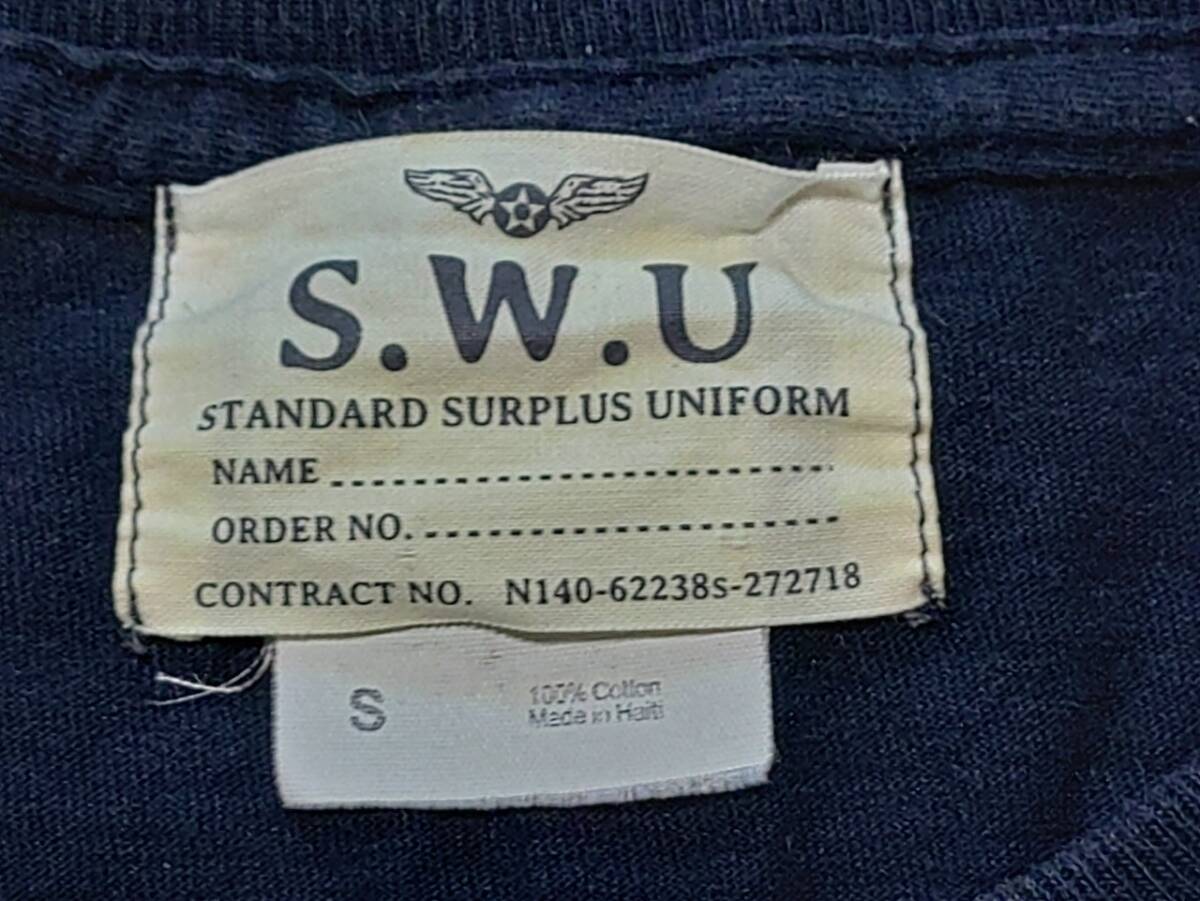 S.W.U
STANDARD SURPLUS UNIFORM
NAME
ORDER NO.
CONTRACT NO. N140-62238s-272718
S
100% Cotton
Made in Haiti